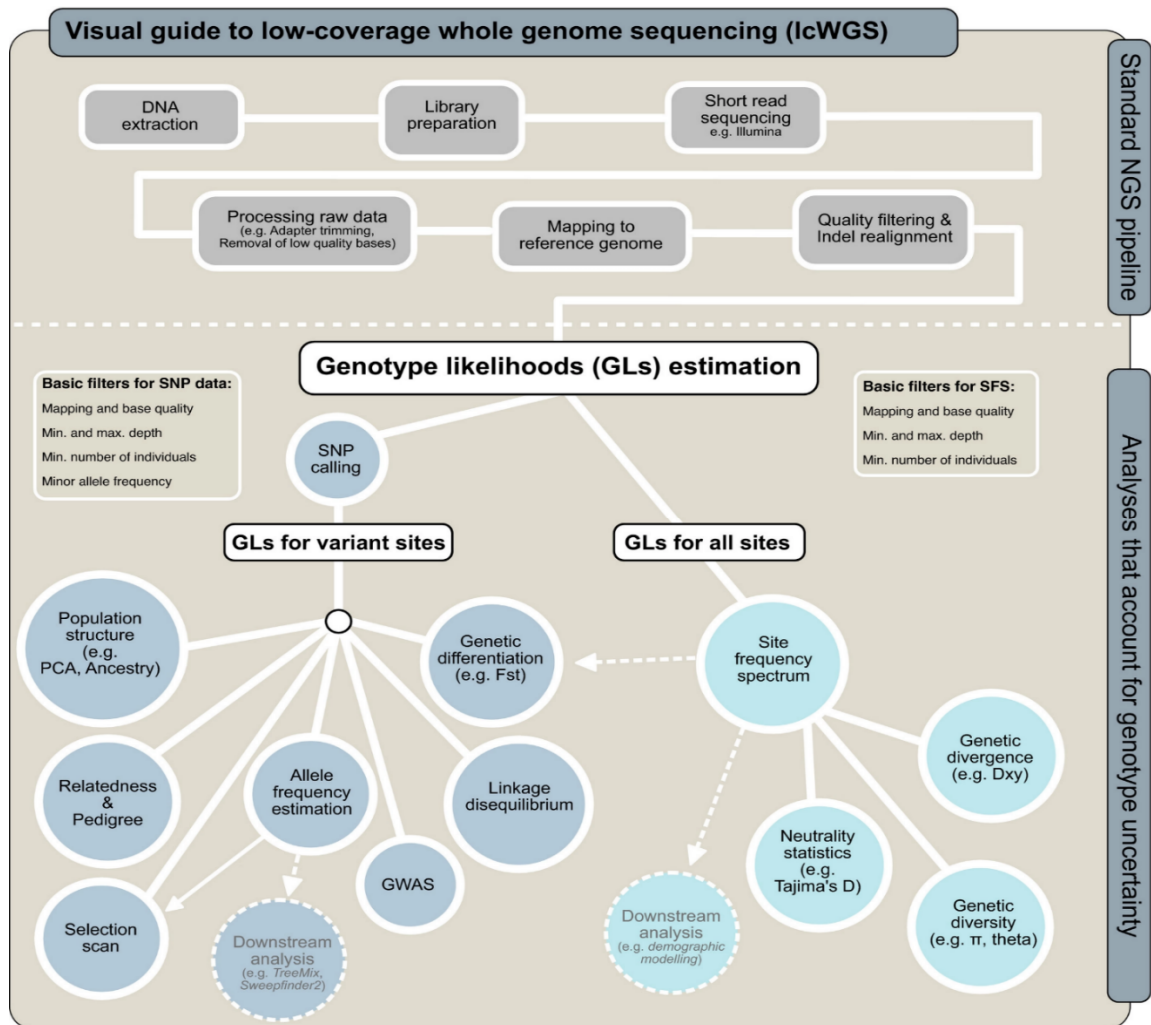 Visual guide to low-coverage whole genome sequencing (lcWGS)
Standard NGS pipeline
DNA
extraction
Library
preparation
Short read
sequencing
e.g. Illumina
Processing raw data
(e.g. Adapter trimming,
Removal of low quality bases)
Mapping to
reference genome
Quality filtering &
Indel realignment
Genotype likelihoods (GLs) estimation
Basic filters for SNP data:
Mapping and base quality
Min. and max. depth
Min. number of individuals
Minor allele frequency
Basic filters for SFS:
Mapping and base quality
Min. and max. depth
Min. number of individuals
Analyses that account for genotype uncertainty
SNP
calling
GLs for variant sites
GLs for all sites
Population
structure
(e.g.
PCA, Ancestry)
Genetic
differentiation
(e.g. Fst)
Site
frequency
spectrum
Relatedness
&
Pedigree
Allele
frequency
estimation
Linkage
disequilibrium
Genetic
divergence
(e.g. Dxy)
Neutrality
statistics
(e.g.
Tajima's D)
GWAS
Selection
scan
Downstream
analysis
(e.g. TreeMix,
Sweepfinder2)
Downstream
analysis
(e.g. demographic
modelling)
Genetic
diversity
(e.g. π, theta)